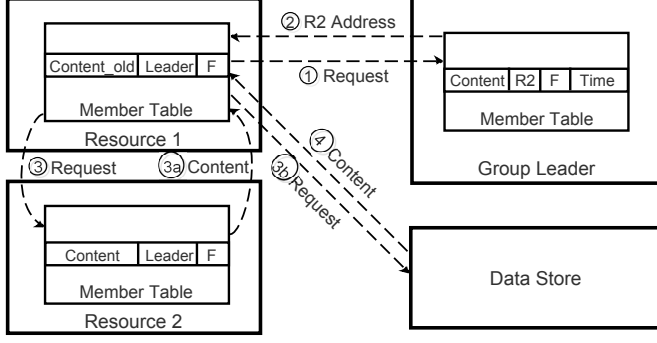 ② R2 Address
Content_old Leader F
① Request
Content R2 F Time
Member Table
Member Table
Resource 1
Group Leader
③ Request
3a Content
3b Request
④ Content
Content Leader F
Member Table
Resource 2
Data Store